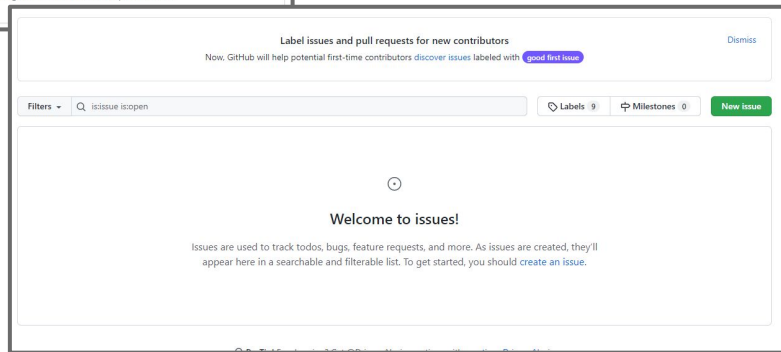 Label issues and pull requests for new contributors
Dismiss
Now, GitHub will help potential first-time contributors discover issues labeled with good first issue
Filters
is:issue is:open
Labels 9
Milestones 0
New issue
Welcome to issues!
Issues are used to track todos, bugs, feature requests, and more. As issues are created, they'll
appear here in a searchable and filterable list. To get started, you should create an issue.